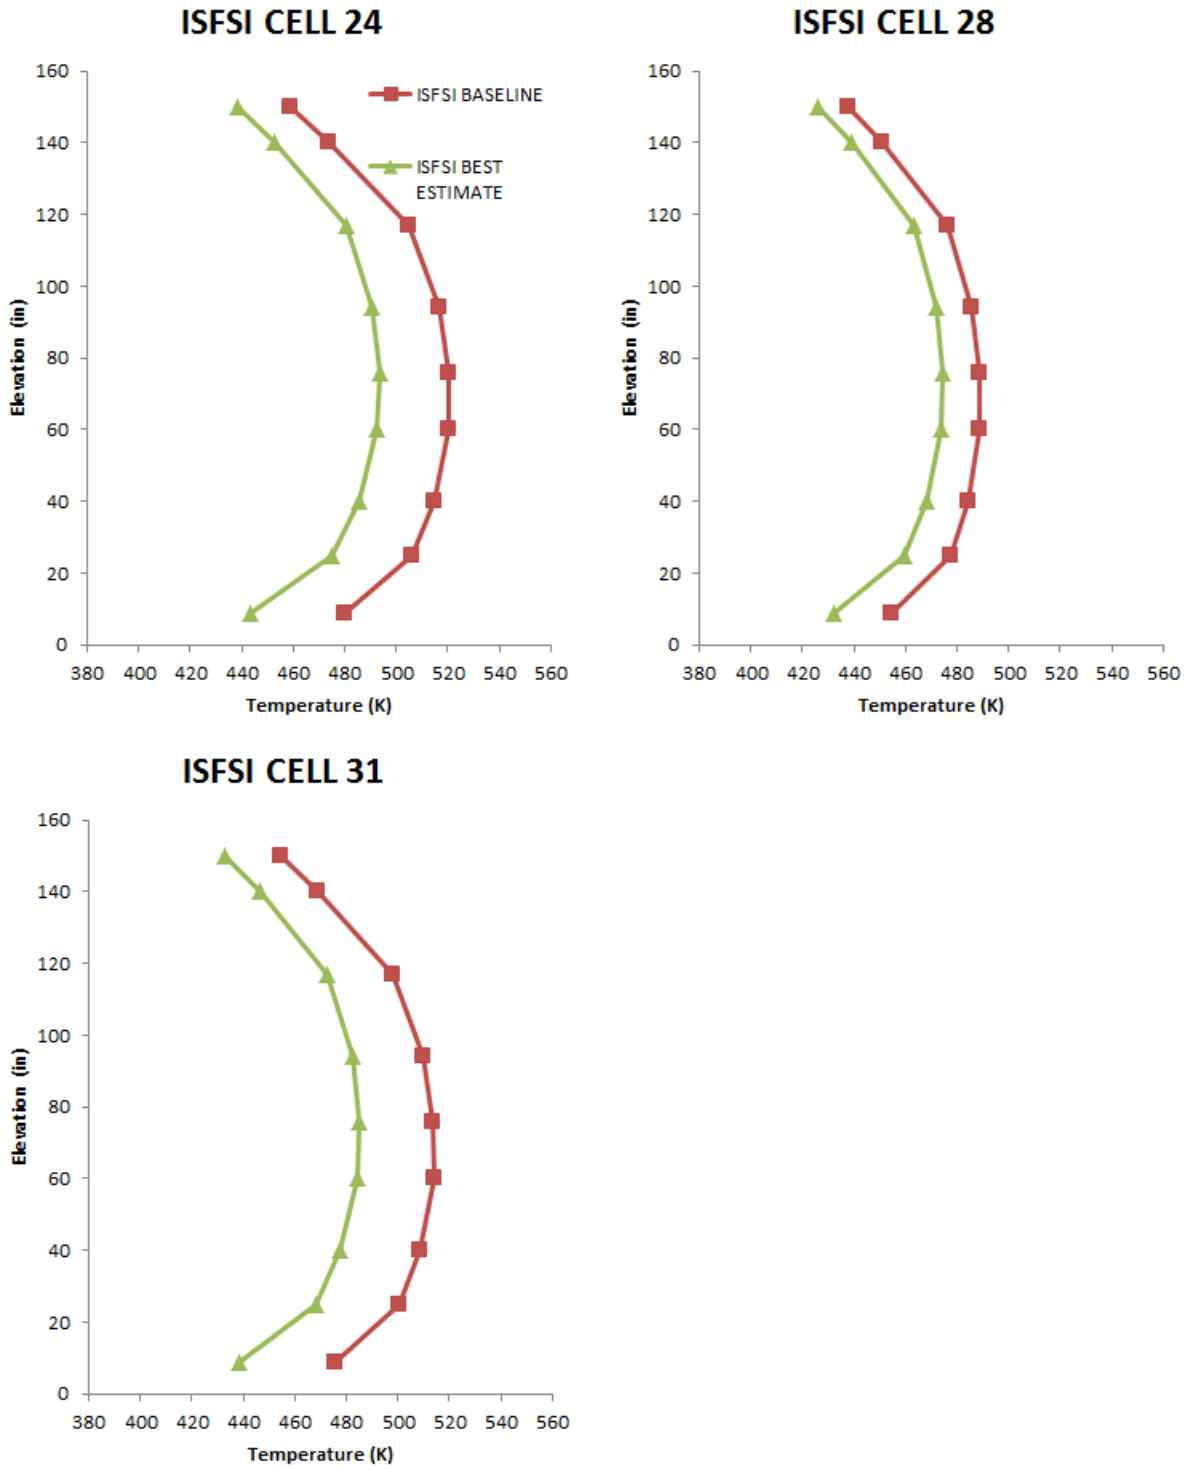 ISFSI CELL 24
160
140
120
100
80
60
40
20
0
380 400 420 440 460 480 500 520 540 560
Elevation (in)
Temperature (K)
ISFSI BASELINE
ISFSI BEST
ESTIMATE
ISFSI CELL 28
160
140
120
100
80
60
40
20
0
380 400 420 440 460 480 500 520 540 560
Elevation (in)
Temperature (K)
ISFSI CELL 31
160
140
120
100
80
60
40
20
0
380 400 420 440 460 480 500 520 540 560
Elevation (in)
Temperature (K)